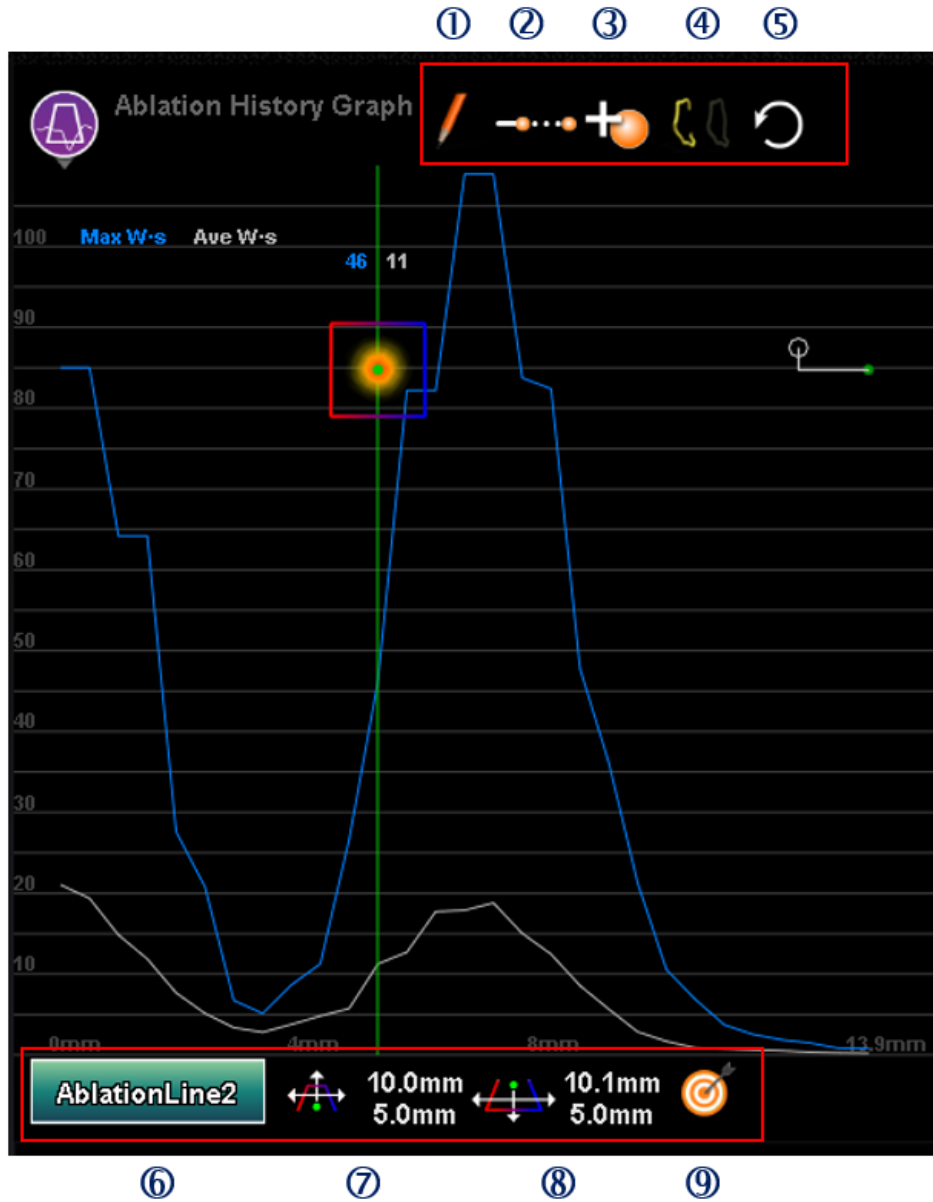 ① ② ③ ④ ⑤
Ablation History Graph
100 Max W·s Ave W·s
46 11
90
80
70
60
50
40
30
20
10
0mm 4mm 8mm 13.9mm
AblationLine2 10.0mm 10.1mm
5.0mm 5.0mm
⑥ ⑦ ⑧ ⑨